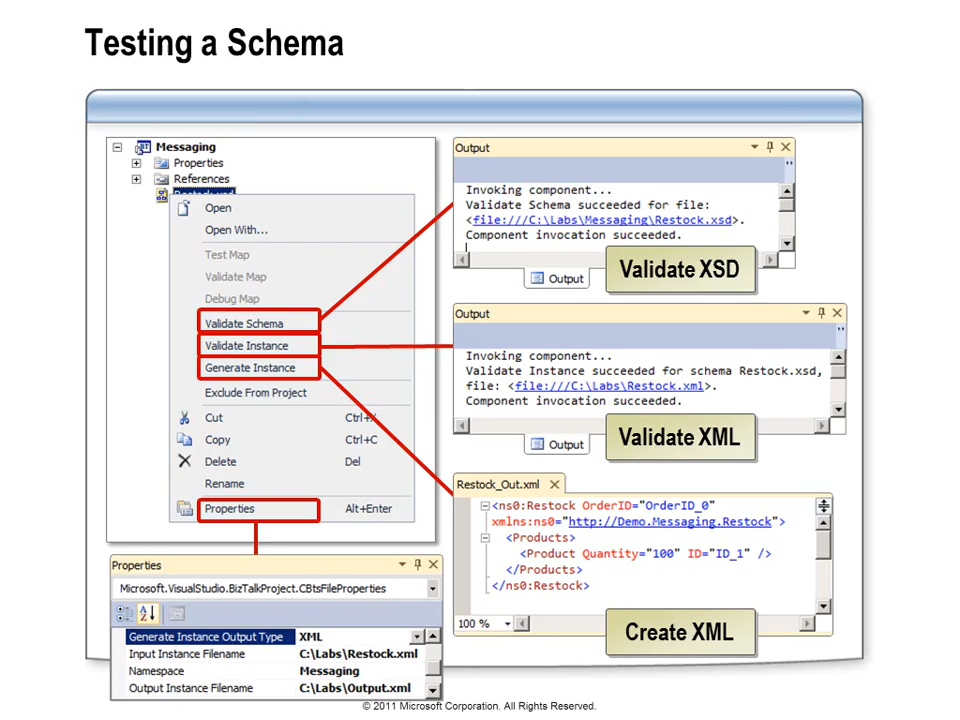 Testing a Schema
Messaging
Properties
References
Open
Open With...
Test Map
Validate Map
Debug Map
Validate Schema
Validate Instance
Generate Instance
Exclude From Project
Cut Ctrl+X
Copy Ctrl+C
Delete Del
Rename
Properties Alt+Enter
Output
Invoking component...
Validate Schema succeeded for file:
<file:///C:\Labs\Messaging\Restock.xsd>.
Component invocation succeeded.
Output
Validate XSD
Output
Invoking component...
Validate Instance succeeded for schema Restock.xsd,
file: <file:///C:\Labs\Restock.xml>.
Component invocation succeeded.
Output
Validate XML
Restock_Out.xml
<ns0:Restock OrderID="OrderID_0"
xmlns:ns0="http://Demo.Messaging.Restock">
<Products>
<Product Quantity="100" ID="ID_1" />
</Products>
</ns0:Restock>
100 %
Create XML
Properties
Microsoft.VisualStudio.BizTalkProject.CBtsFileProperties
Generate Instance Output Type XML
Input Instance Filename C:\Labs\Restock.xml
Namespace Messaging
Output Instance Filename C:\Labs\Output.xml
© 2011 Microsoft Corporation. All Rights Reserved.